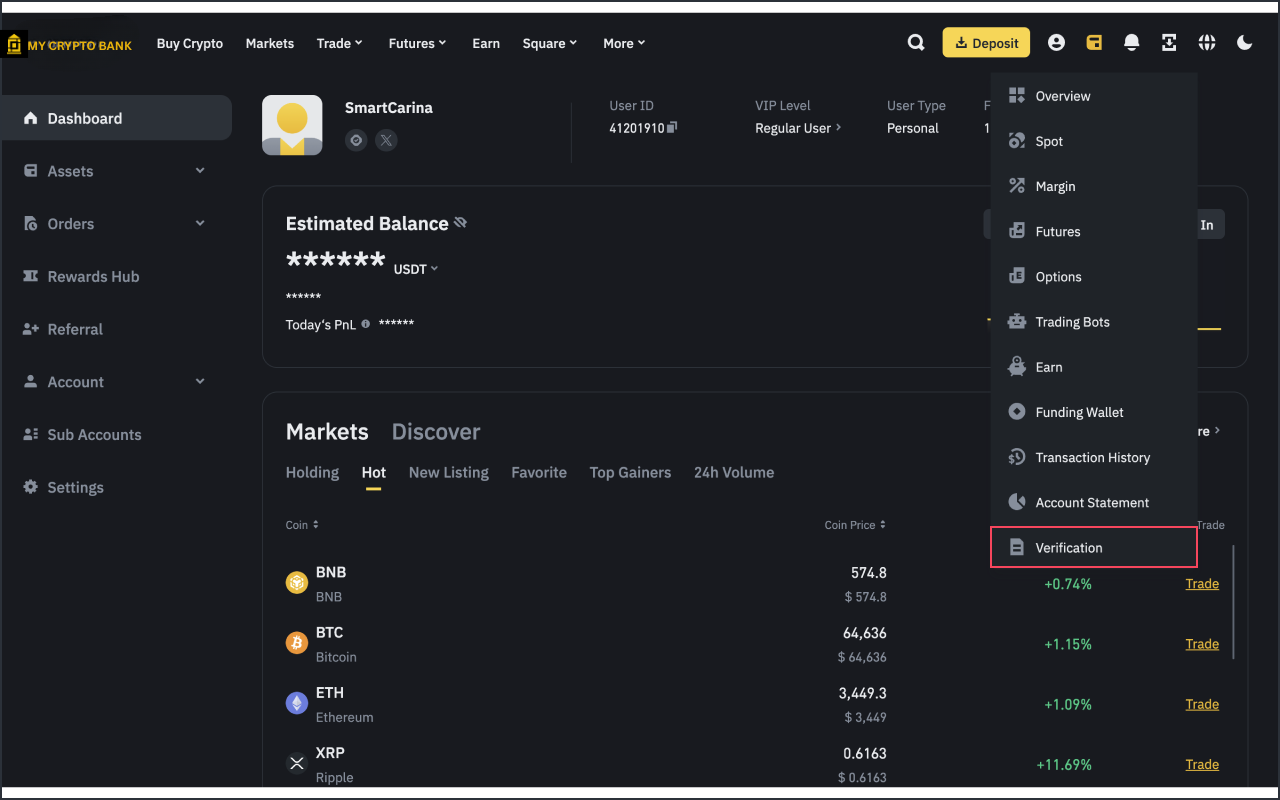 MY CRYPTO BANK Buy Crypto Markets Trade Futures Earn Square More Deposit
Dashboard
Assets
Orders
Rewards Hub
Referral
Account
Sub Accounts
Settings
SmartCarina
User ID
41201910
VIP Level
Regular User
User Type
Personal
Estimated Balance
****** USDT
******
Today's PnL ******
In
Overview
Spot
Margin
Futures
Options
Trading Bots
Earn
Funding Wallet
Transaction History
Account Statement
Verification
Markets Discover
Holding Hot New Listing Favorite Top Gainers 24h Volume
Coin Coin Price Trade
BNB 574.8
BNB $ 574.8 +0.74% Trade
BTC 64,636
Bitcoin $ 64,636 +1.15% Trade
ETH 3,449.3
Ethereum $ 3,449 +1.09% Trade
XRP 0.6163
Ripple $ 0.6163 +11.69% Trade